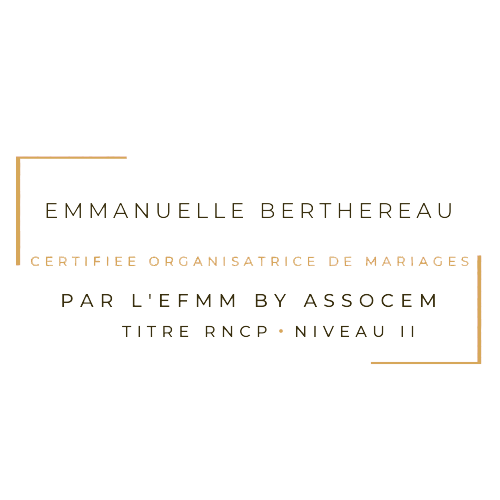 EMMANUELLE BERTHEREAU
CERTIFIEE ORGANISATRICE DE MARIAGES
PAR L'EFMM BY ASSOCEM
TITRE RNCP • NIVEAU II